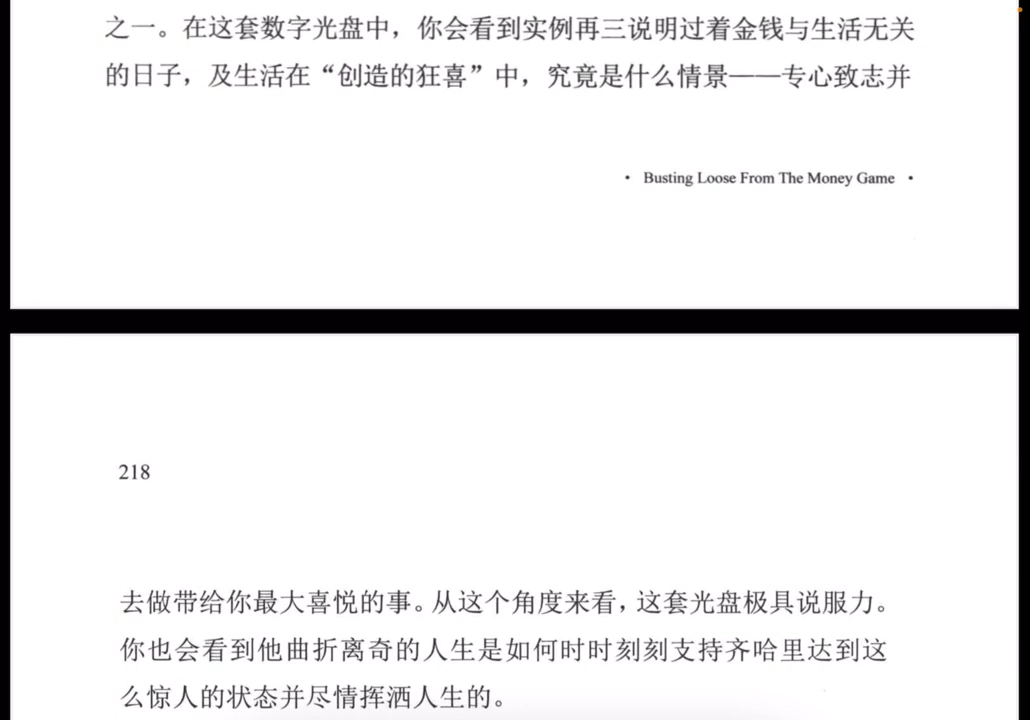 之一。在这套数字光盘中，你会看到实例再三说明过着金钱与生活无关
的日子，及生活在“创造的狂喜”中，究竟是什么情景——专心致志并
• Busting Loose From The Money Game •
218
去做带给你最大喜悦的事。从这个角度来看，这套光盘极具说服力。
你也会看到他曲折离奇的人生是如何时时刻刻支持齐哈里达到这
么惊人的状态并尽情挥洒人生的。